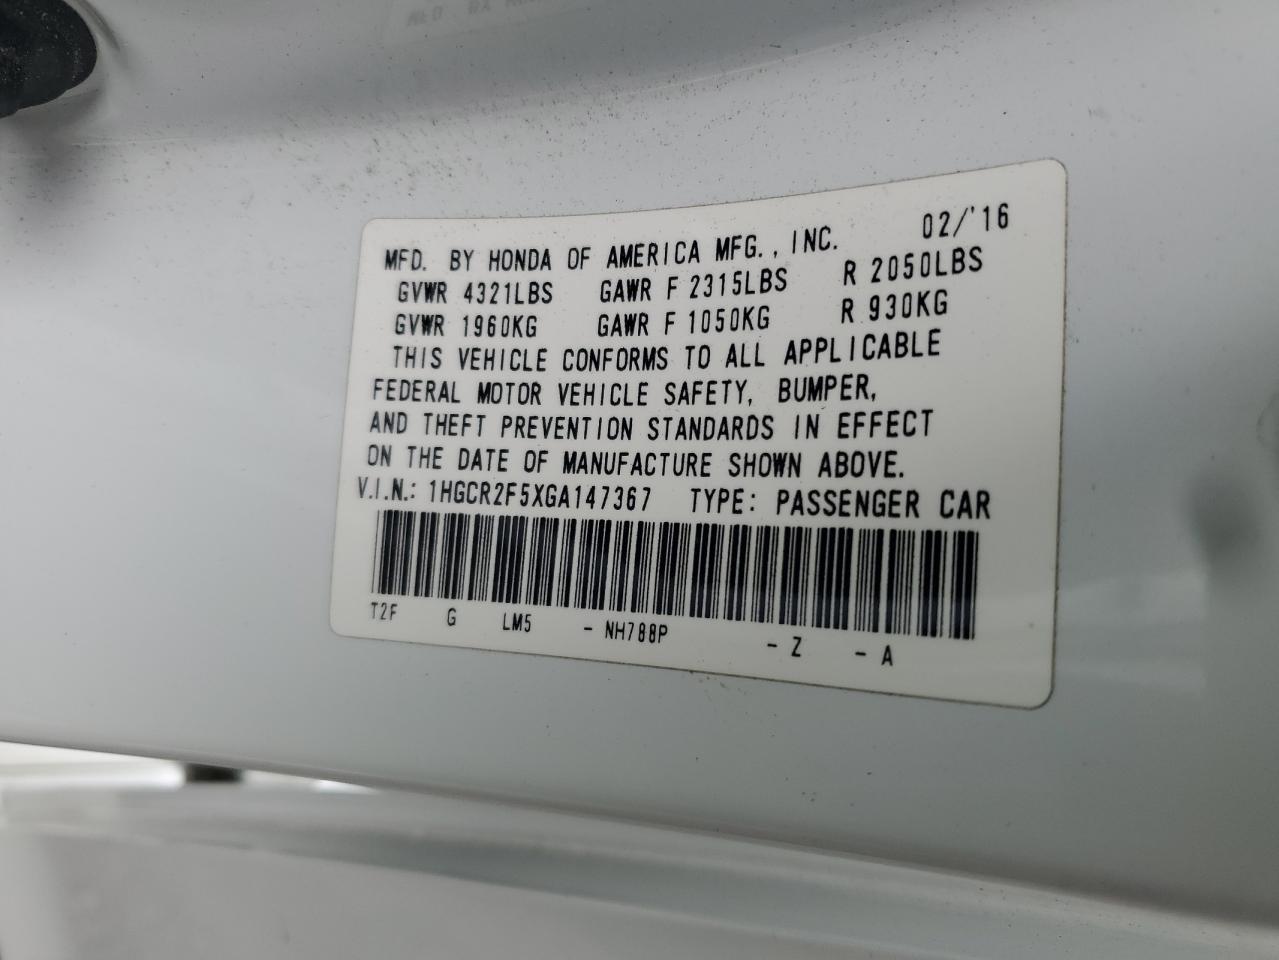 MFD. BY HONDA OF AMERICA MFG., INC. 02/'16
GVWR 4321LBS GAWR F 2315LBS R 2050LBS
GVWR 1960KG GAWR F 1050KG R 930KG
THIS VEHICLE CONFORMS TO ALL APPLICABLE
FEDERAL MOTOR VEHICLE SAFETY, BUMPER,
AND THEFT PREVENTION STANDARDS IN EFFECT
ON THE DATE OF MANUFACTURE SHOWN ABOVE.
V.I.N.: 1HGCR2F5XGA147367 TYPE: PASSENGER CAR
T2F G LM5 - NH788P - Z - A